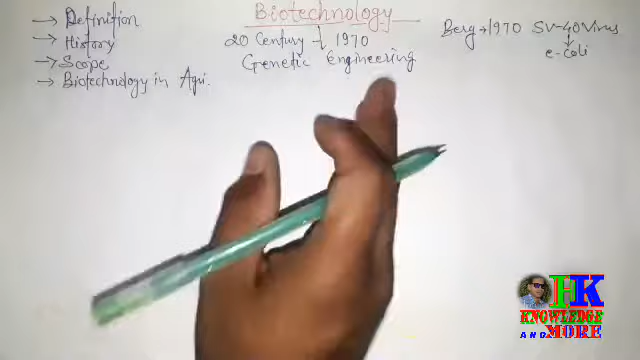 Biotechnology
→ Definition
→ History
→ Scope
→ Biotechnology in Agri.
20 Century - 1970
Genetic Engineering
Berg → 1970 SV-40 Virus
e-Coli
HK
KNOWLEDGE
AND MORE